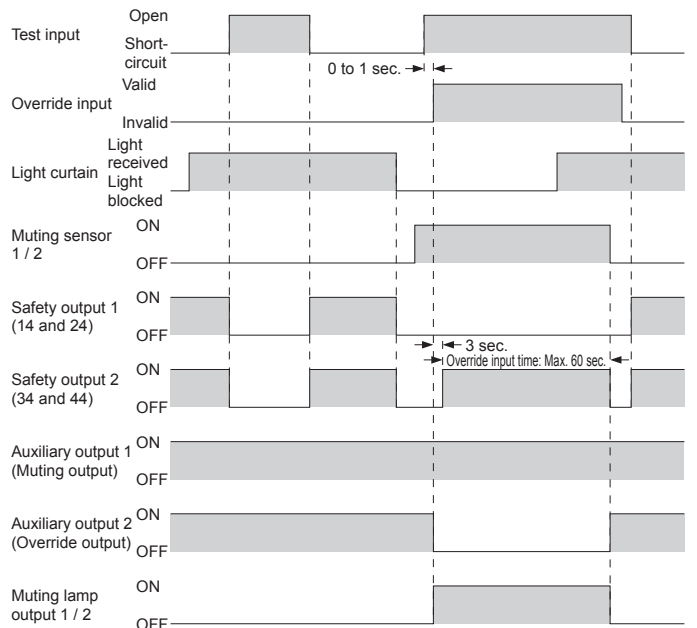 Test input
Open
Short-
circuit
0 to 1 sec.
Override input
Valid
Invalid
Light curtain
Light
received
Light
blocked
Muting sensor
1 / 2
ON
OFF
Safety output 1
(14 and 24)
ON
OFF
3 sec.
Override input time: Max. 60 sec.
Safety output 2
(34 and 44)
ON
OFF
Auxiliary output 1
(Muting output)
ON
OFF
Auxiliary output 2
(Override output)
ON
OFF
Muting lamp
output 1 / 2
ON
OFF